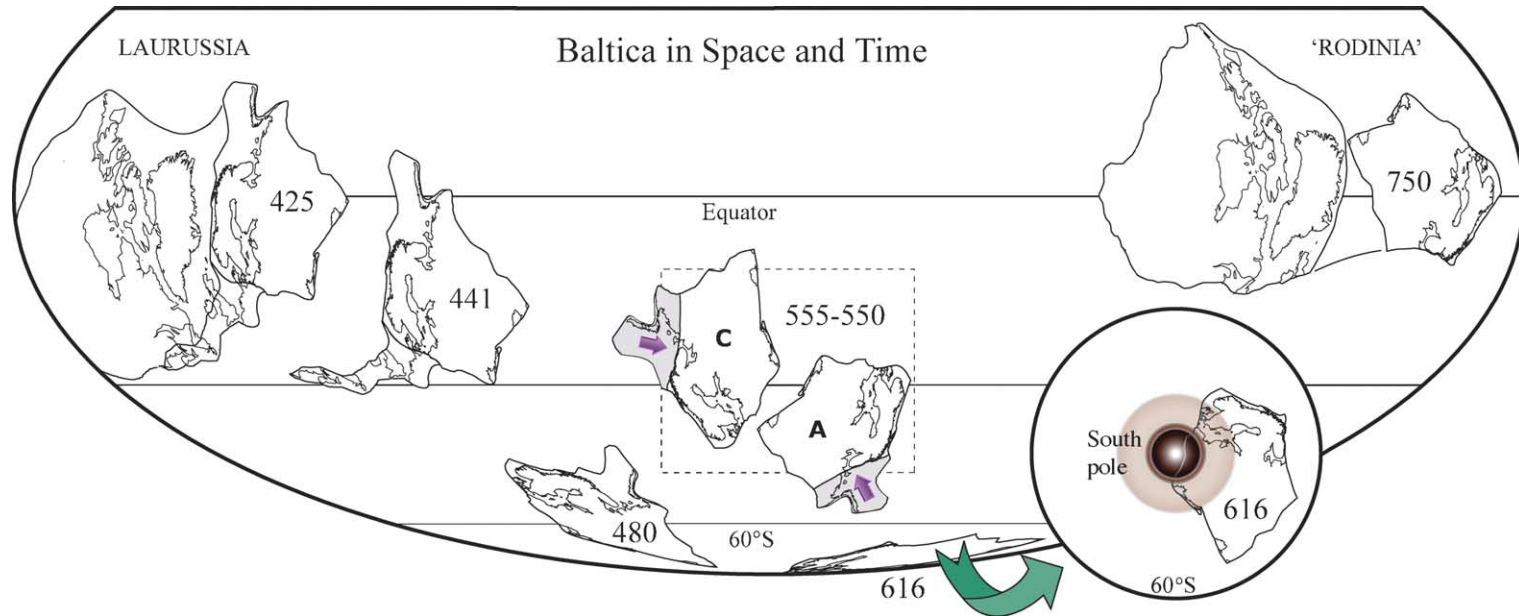 Baltica in Space and Time
LAURUSSIA
'RODINIA'
425
750
Equator
441
555-550
C
A
South
pole
616
480
60°S
616
60°S